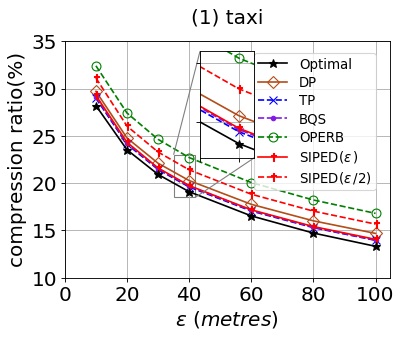 (1) taxi
compression ratio(%)
35
30
25
20
15
10
Optimal
DP
TP
BQS
OPERB
SIPED(ε)
SIPED(ε/2)
0 20 40 60 80 100
ε (metres)